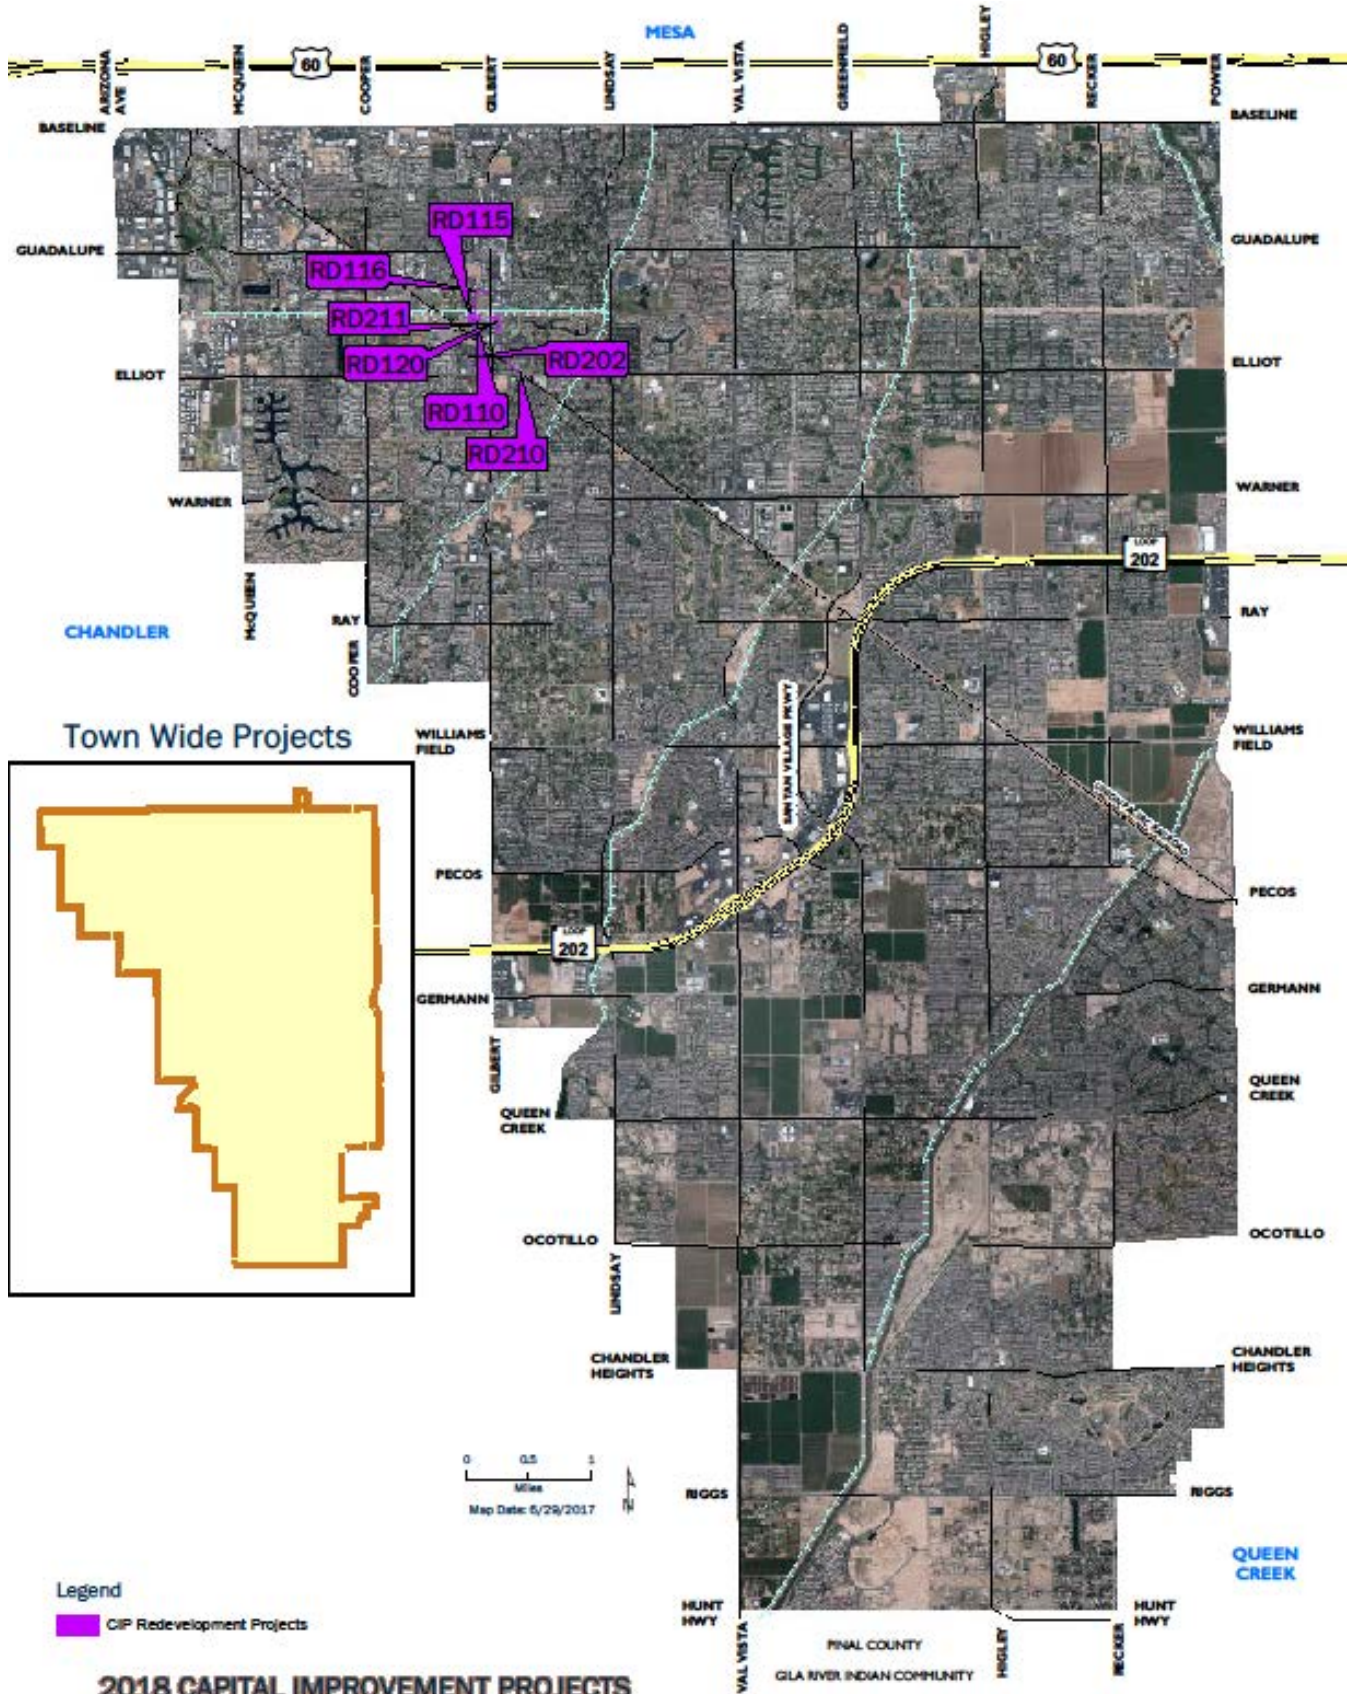 MESA
60
60
ARIZONA
AVE
MCQUEEN
COOPER
GILBERT
LINDSAY
VAL VISTA
GREENFIELD
HIGLEY
RECKER
POWER
BASELINE
BASELINE
RD115
GUADALUPE
GUADALUPE
RD116
RD211
RD120
RD202
ELLIOT
ELLIOT
RD110
RD210
WARNER
WARNER
LOOP
202
MCQUEEN
RAY
RAY
CHANDLER
COOPER
SAN TAN VILLAGE PKWY
Town Wide Projects
WILLIAMS
FIELD
WILLIAMS
FIELD
PECOS
PECOS
LOOP
202
GERMANN
GERMANN
GILBERT
QUEEN
CREEK
QUEEN
CREEK
OCOTILLO
OCOTILLO
LINDSAY
CHANDLER
HEIGHTS
CHANDLER
HEIGHTS
0 0.5 1
Miles
Map Date: 6/29/2017
N
RIGGS
RIGGS
QUEEN
CREEK
Legend
CIP Redevelopment Projects
HUNT
HWY
HUNT
HWY
VAL VISTA
HIGLEY
RECKER
PINAL COUNTY
GILA RIVER INDIAN COMMUNITY
2018 CAPITAL IMPROVEMENT PROJECTS